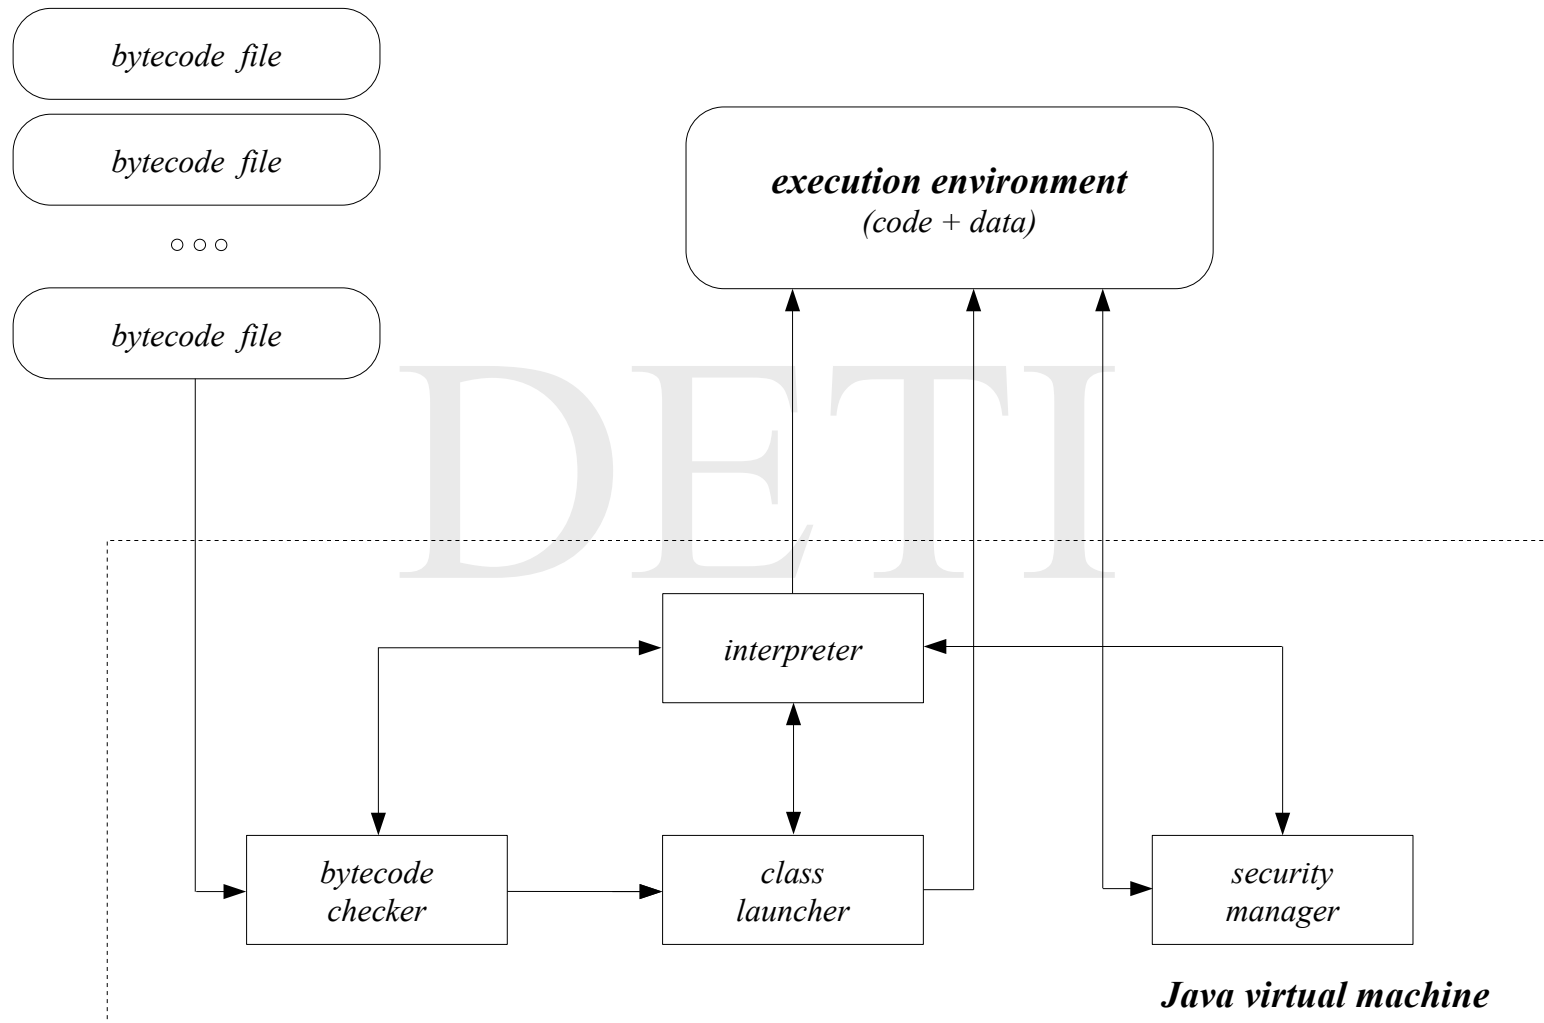 bytecode file
bytecode file
bytecode file
execution environment
(code + data)
DETI
interpreter
bytecode
checker
class
launcher
security
manager
Java virtual machine